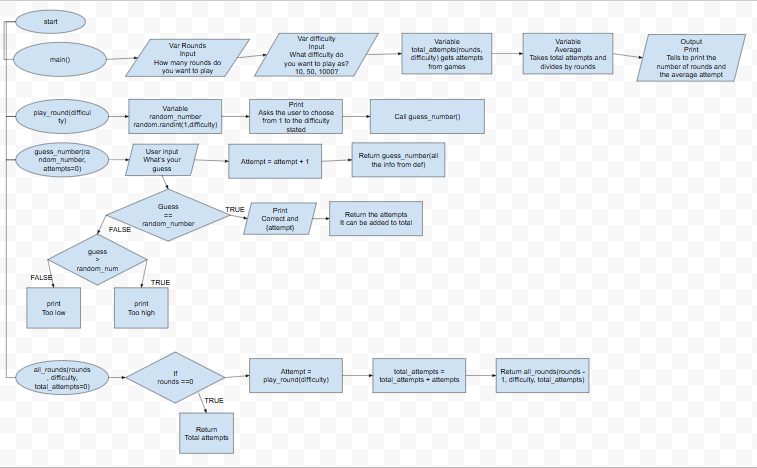 start
main()
Var Rounds
Input
How many rounds do
you want to play
Var difficulty
Input
What difficulty do
you want to play as?
10, 50, 1000?
Variable
total_attempts(rounds,
difficulty) gets attempts
from games
Variable
Average
Takes total attempts and
divides by rounds
Output
Print
Tells to print the
number of rounds and
the average attempt
play_round(difficul
ty)
Variable
random_number
random.randint(1,difficulty)
Print
Asks the user to choose
from 1 to the difficulty
stated
Call guess_number()
guess_number(ra
ndom_number,
attempts=0)
User input
What's your
guess
Attempt = attempt + 1
Return guess_number(all
the info from def)
Guess
==
random_number
TRUE
Print
Correct and
(attempt)
Return the attempts
It can be added to total
FALSE
guess
>
random_num
FALSE
TRUE
print
Too low
print
Too high
all_rounds(rounds
, difficulty,
total_attempts=0)
If
rounds ==0
Attempt =
play_round(difficulty)
total_attempts =
total_attempts + attempts
Return all_rounds(rounds -
1, difficulty, total_attempts)
TRUE
Return
Total attempts